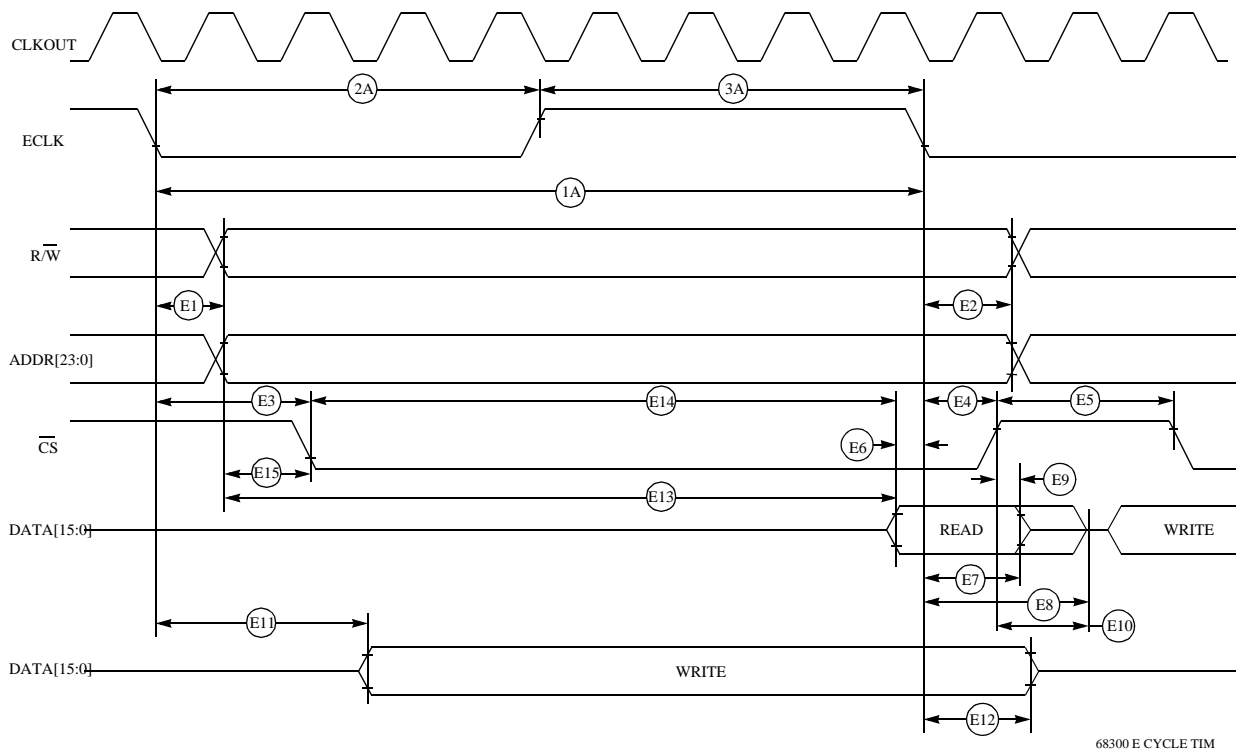 CLKOUT
2A
3A
ECLK
1A
R/W
E1
E2
ADDR[23:0]
E3
E14
E4
E5
CS
E6
E15
E9
E13
DATA[15:0]
READ
WRITE
E7
E8
E11
E10
DATA[15:0]
WRITE
E12
68300 E CYCLE TIM